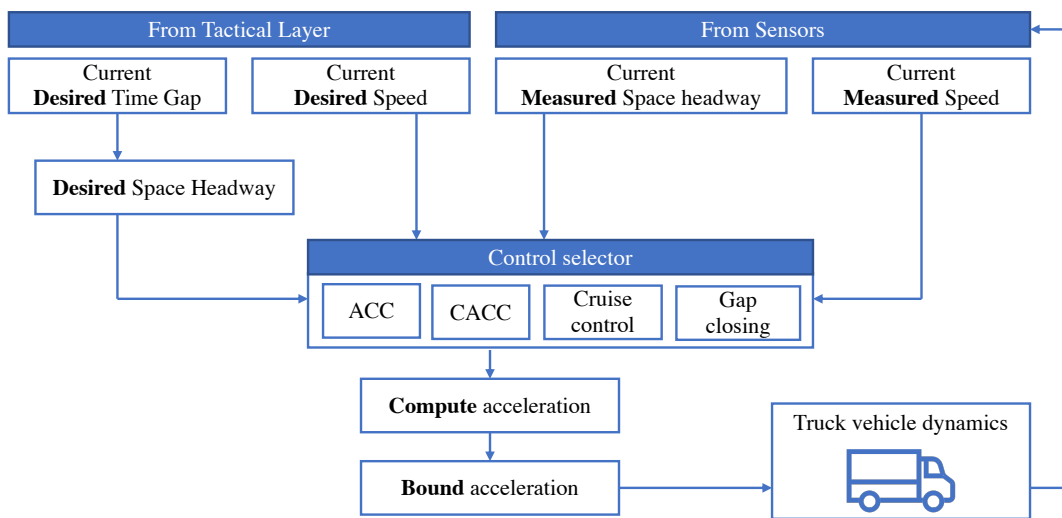 From Tactical Layer
From Sensors
Current
Desired Time Gap
Current
Desired Speed
Current
Measured Space headway
Current
Measured Speed
Desired Space Headway
Control selector
ACC
CACC
Cruise
control
Gap
closing
Compute acceleration
Truck vehicle dynamics
Bound acceleration